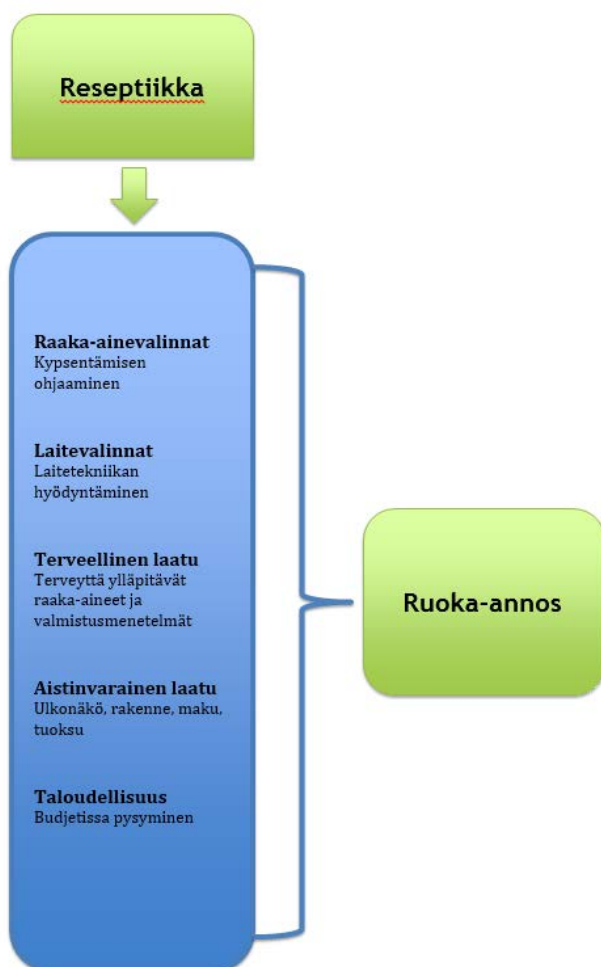 Reseptiikka
Raaka-ainevalinnat
Kypsentämisen
ohjaaminen
Laitevalinnat
Laitetekniikan
hyödyntäminen
Terveellinen laatu
Terveyttä ylläpitävät
raaka-aineet ja
valmistusmenetelmät
Aistinvarainen laatu
Ulkonäkö, rakenne, maku,
tuoksu
Taloudellisuus
Budjetissa pysyminen
Ruoka-annos